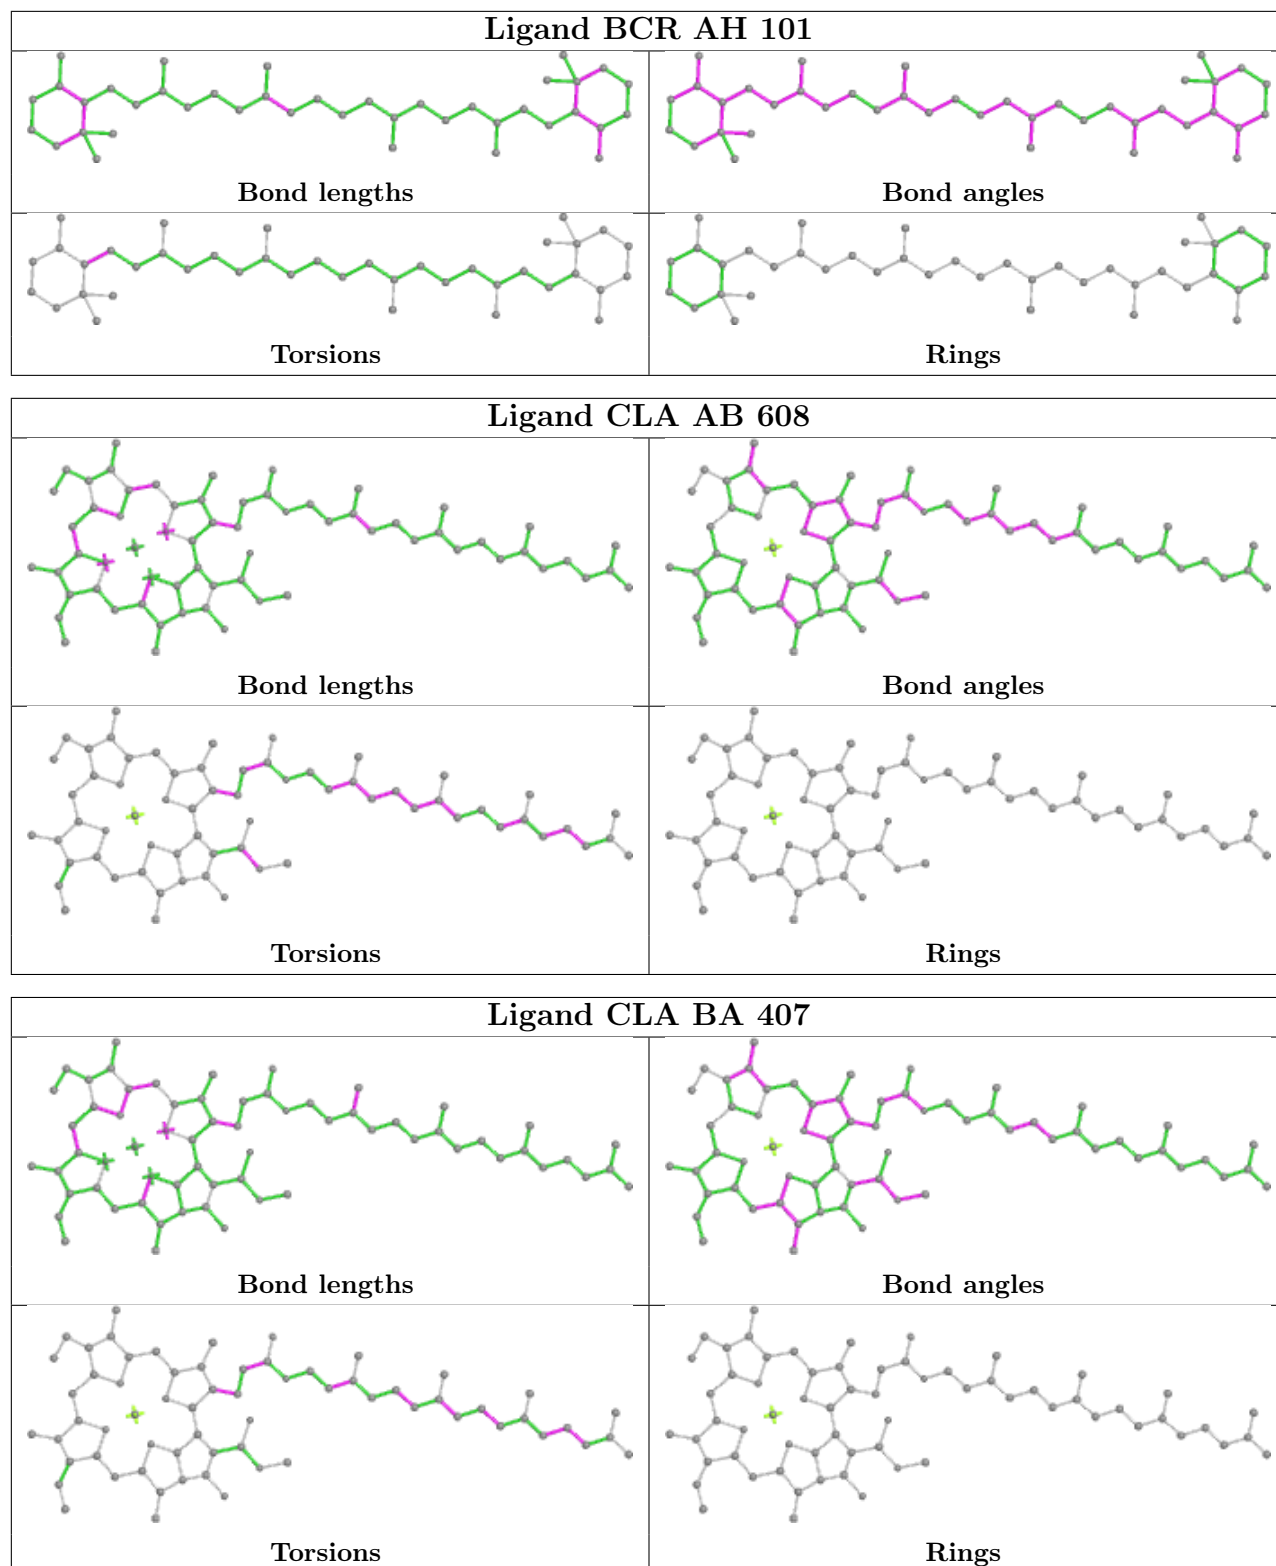 Ligand BCR AH 101
Bond lengths
Bond angles
Torsions
Rings
Ligand CLA AB 608
Bond lengths
Bond angles
Torsions
Rings
Ligand CLA BA 407
Bond lengths
Bond angles
Torsions
Rings